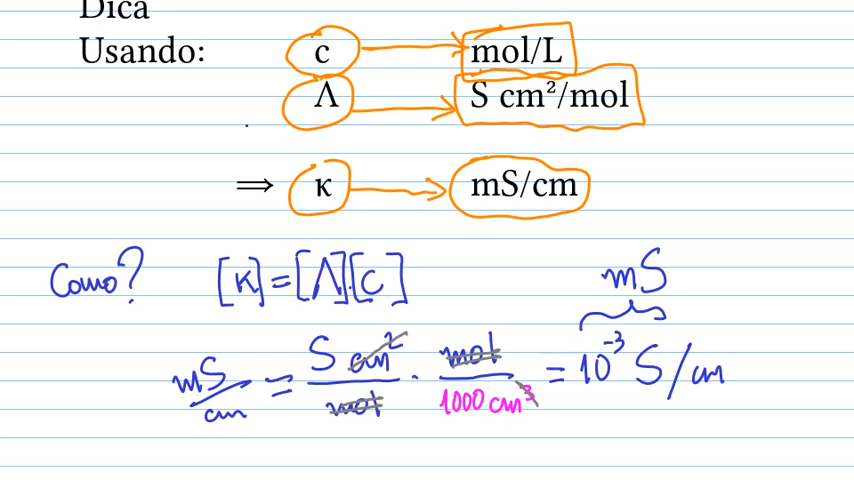 Dica
Usando: c mol/L
Λ S cm²/mol
⟹ κ mS/cm
Como? [κ]=[Λ][c] mS
mS/cm = S cm²/mol · mol/1000 cm³ = 10⁻³ S/cm